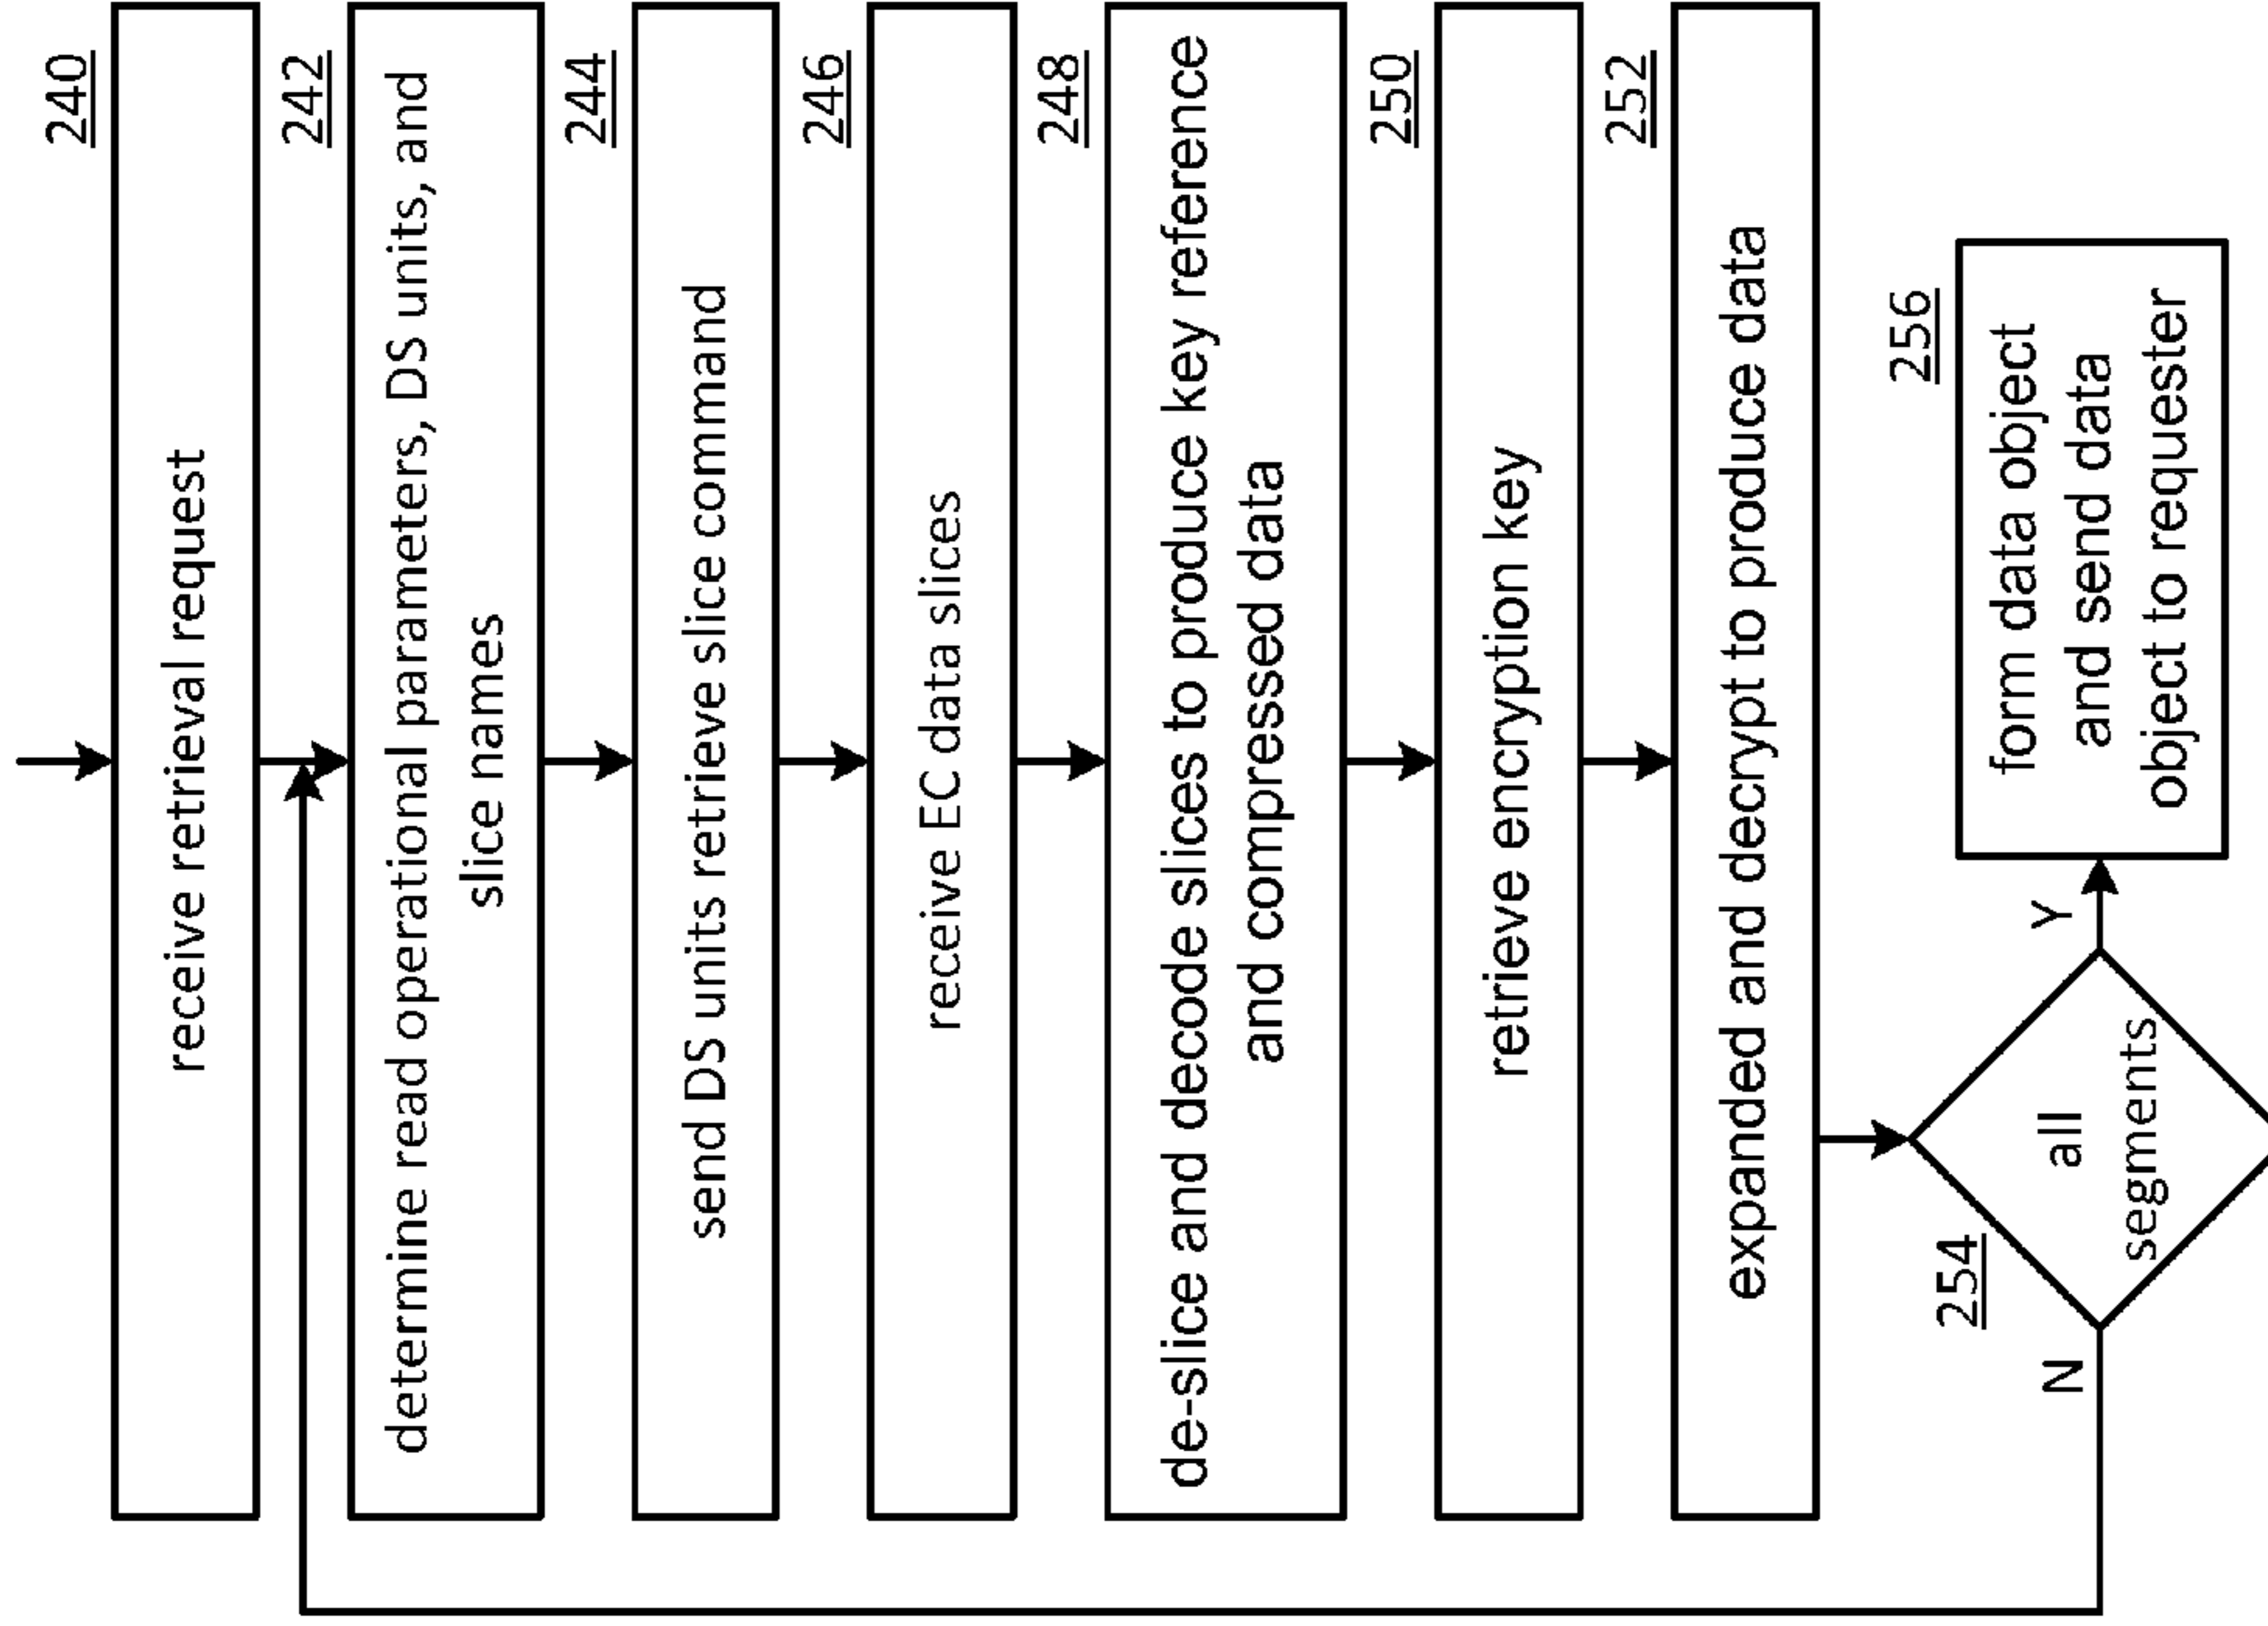 240
receive retrieval request
242
determine read operational parameters, DS units, and
slice names
244
send DS units retrieve slice command
246
receive EC data slices
248
de-slice and decode slices to produce key reference
and compressed data
250
retrieve encryption key
252
expanded and decrypt to produce data
254
all
segments
N
Y
256
form data object
and send data
object to requester